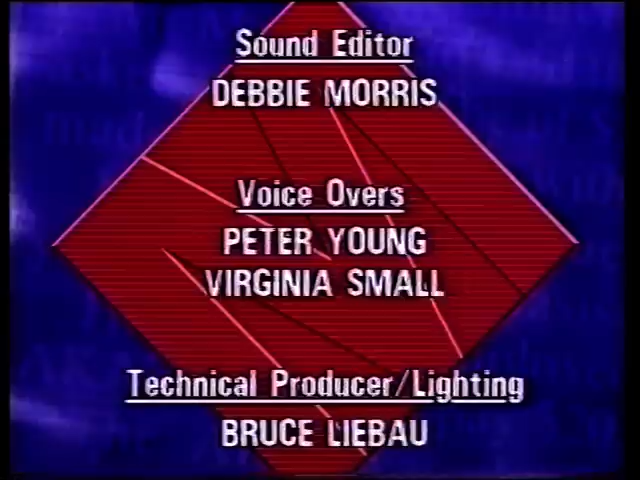 Sound Editor
DEBBIE MORRIS
Voice Overs
PETER YOUNG
VIRGINIA SMALL
Technical Producer/Lighting
BRUCE LIEBAU